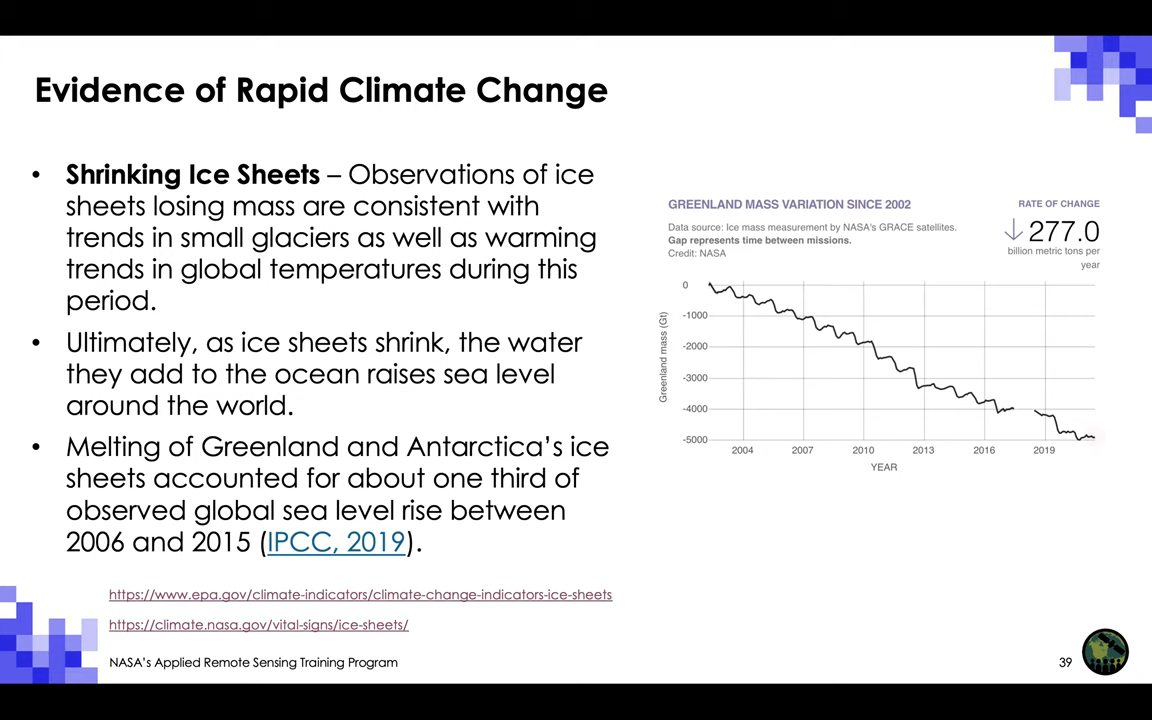 Evidence of Rapid Climate Change
• Shrinking Ice Sheets – Observations of ice
sheets losing mass are consistent with
trends in small glaciers as well as warming
trends in global temperatures during this
period.
• Ultimately, as ice sheets shrink, the water
they add to the ocean raises sea level
around the world.
• Melting of Greenland and Antarctica’s ice
sheets accounted for about one third of
observed global sea level rise between
2006 and 2015 (IPCC, 2019).
https://www.epa.gov/climate-indicators/climate-change-indicators-ice-sheets
https://climate.nasa.gov/vital-signs/ice-sheets/
GREENLAND MASS VARIATION SINCE 2002
Data source: Ice mass measurement by NASA's GRACE satellites.
Gap represents time between missions.
Credit: NASA
RATE OF CHANGE
↓ 277.0
billion metric tons per
year
Greenland mass (Gt)
0
-1000
-2000
-3000
-4000
-5000
2004 2007 2010 2013 2016 2019
YEAR
NASA’s Applied Remote Sensing Training Program
39